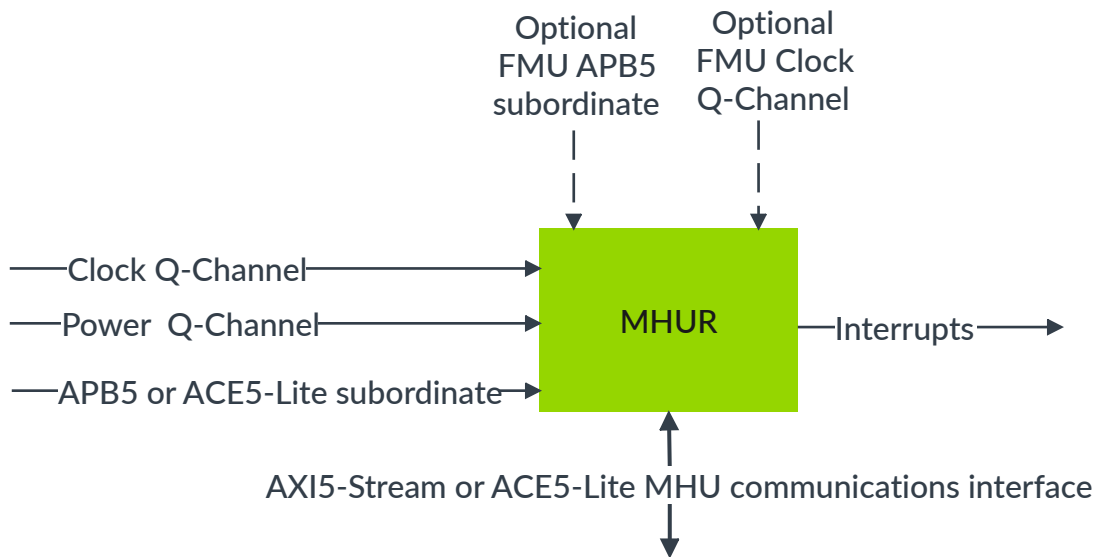 Optional
FMU APB5
subordinate
Optional
FMU Clock
Q-Channel
Clock Q-Channel
Power Q-Channel
APB5 or ACE5-Lite subordinate
MHUR
Interrupts
AXI5-Stream or ACE5-Lite MHU communications interface